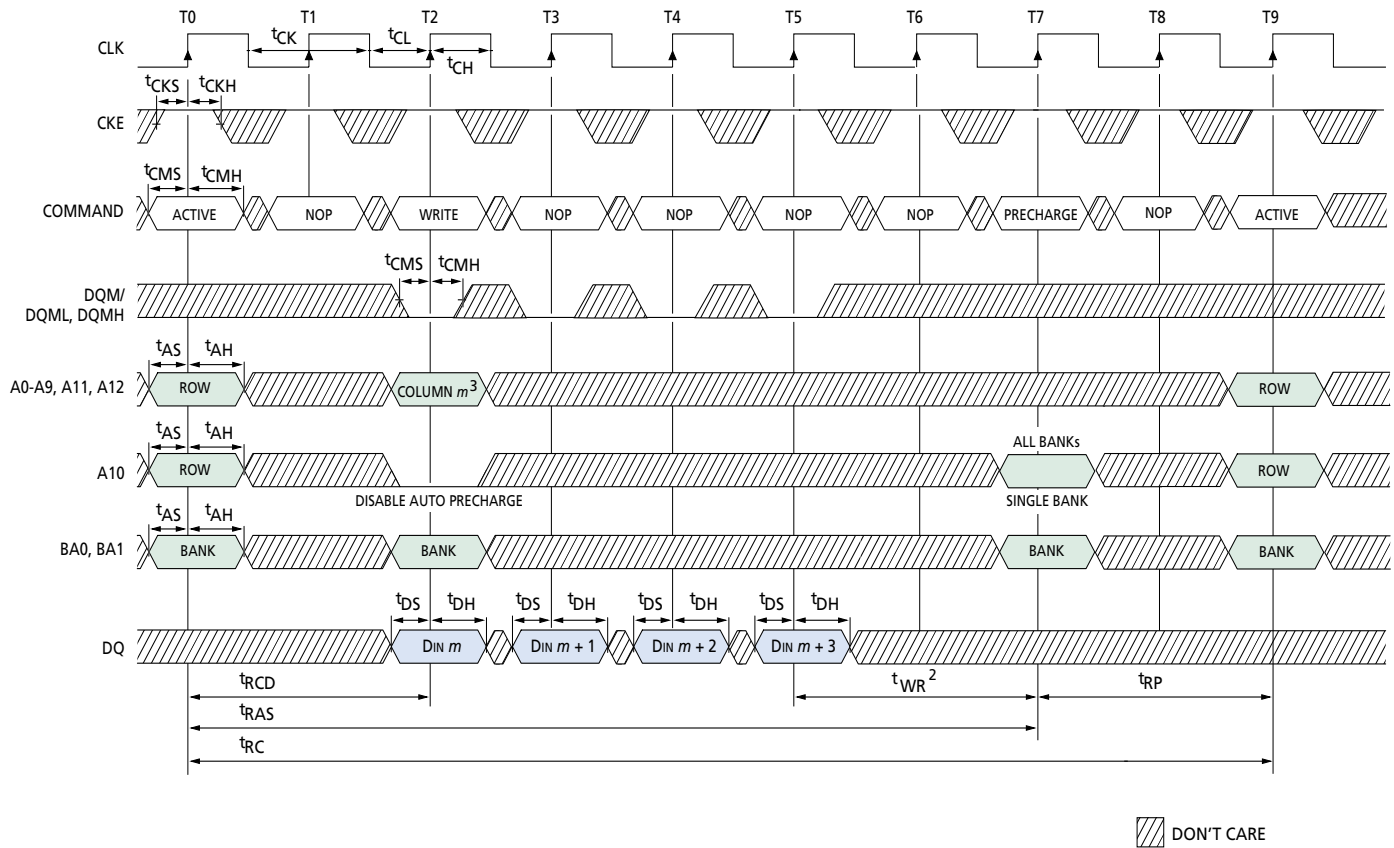 T0 T1 T2 T3 T4 T5 T6 T7 T8 T9
CLK tCK tCL tCH
tCKS tCKH
CKE
tCMS tCMH
COMMAND ACTIVE NOP WRITE NOP NOP NOP NOP PRECHARGE NOP ACTIVE
tCMS tCMH
DQM/
DQML, DQMH
tAS tAH
A0-A9, A11, A12 ROW COLUMN m3 ROW
tAS tAH ALL BANKs
A10 ROW ROW
DISABLE AUTO PRECHARGE SINGLE BANK
tAS tAH
BA0, BA1 BANK BANK BANK BANK
tDS tDH tDS tDH tDS tDH tDS tDH
DQ DIN m DIN m + 1 DIN m + 2 DIN m + 3
tRCD tWR2 tRP
tRAS
tRC
DON'T CARE